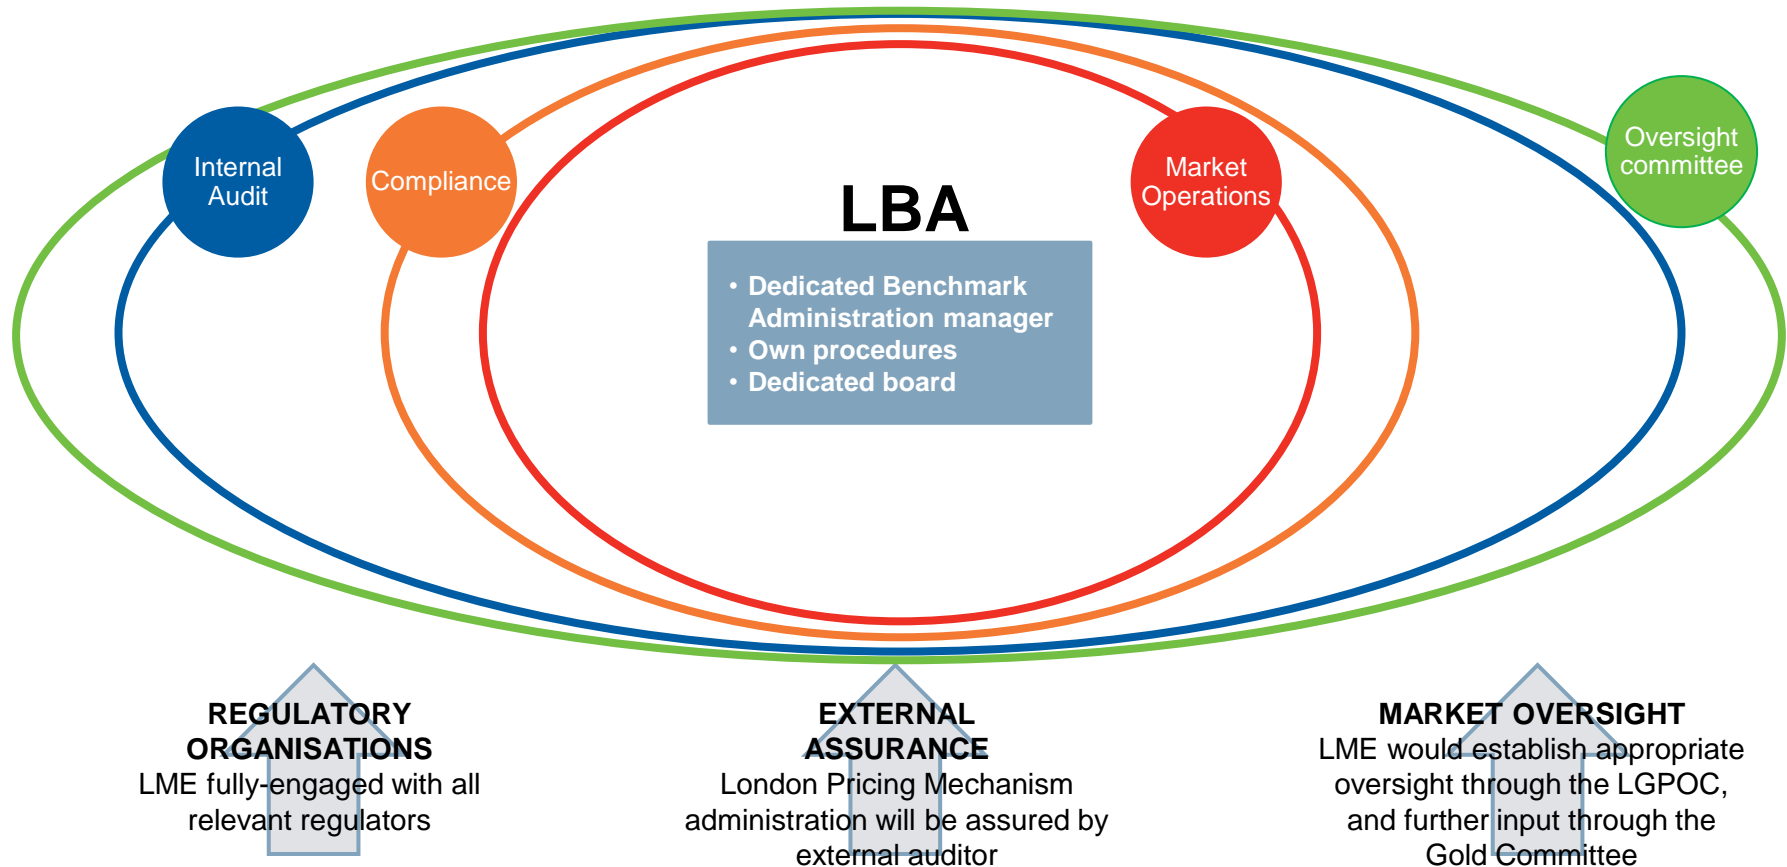 Internal
Audit
Compliance
Market
Operations
Oversight
committee
LBA
• Dedicated Benchmark
Administration manager
• Own procedures
• Dedicated board
REGULATORY
ORGANISATIONS
LME fully-engaged with all
relevant regulators
EXTERNAL
ASSURANCE
London Pricing Mechanism
administration will be assured by
external auditor
MARKET OVERSIGHT
LME would establish appropriate
oversight through the LGPOC,
and further input through the
Gold Committee